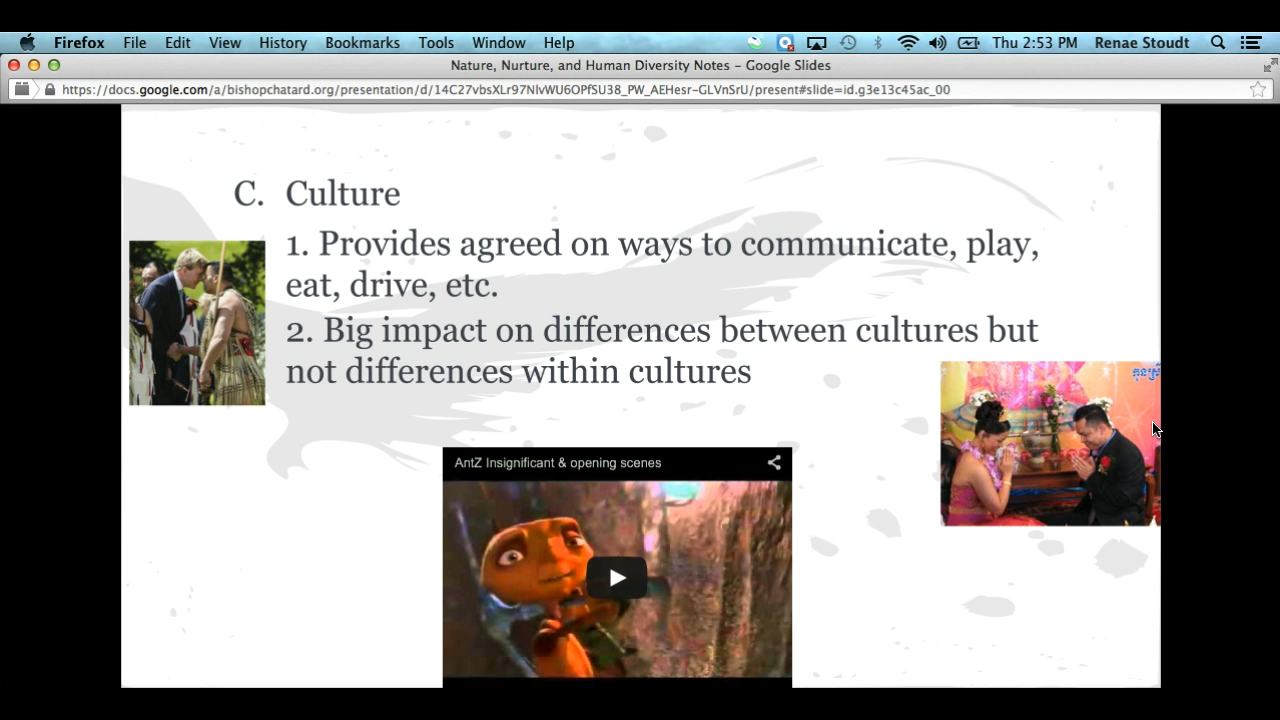 Firefox File Edit View History Bookmarks Tools Window Help Thu 2:53 PM Renae Stoudt
Nature, Nurture, and Human Diversity Notes – Google Slides
https://docs.google.com/a/bishopchatard.org/presentation/d/14C27vbsXLr97NlvWU6OPfSU38_PW_AEHesr-GLVnSrU/present#slide=id.g3e13c45ac_00
C. Culture
1. Provides agreed on ways to communicate, play,
eat, drive, etc.
2. Big impact on differences between cultures but
not differences within cultures
AntZ Insignificant & opening scenes